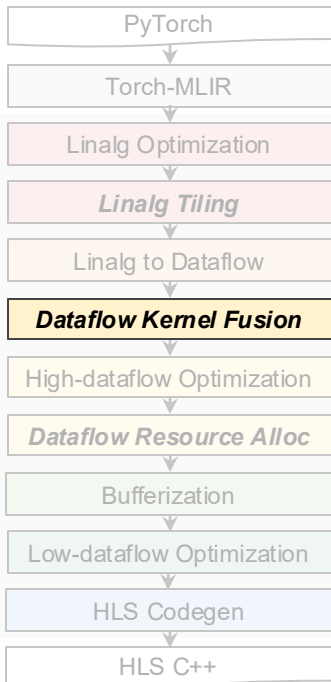 PyTorch
Torch-MLIR
Linalg Optimization
Linalg Tiling
Linalg to Dataflow
Dataflow Kernel Fusion
High-dataflow Optimization
Dataflow Resource Alloc
Bufferization
Low-dataflow Optimization
HLS Codegen
HLS C++